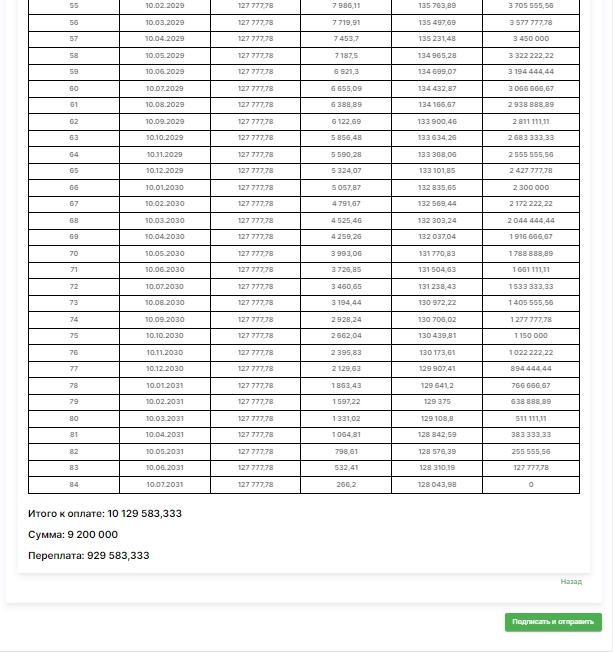 55 10.02.2029 127 777,78 7 986,11 135 763,89 3 705 555,56
56 10.03.2029 127 777,78 7 719,91 135 497,69 3 577 777,78
57 10.04.2029 127 777,78 7 453,7 135 231,48 3 450 000
58 10.05.2029 127 777,78 7 187,5 134 965,28 3 322 222,22
59 10.06.2029 127 777,78 6 921,3 134 699,07 3 194 444,44
60 10.07.2029 127 777,78 6 655,09 134 432,87 3 066 666,67
61 10.08.2029 127 777,78 6 388,89 134 166,67 2 938 888,89
62 10.09.2029 127 777,78 6 122,69 133 900,46 2 811 111,11
63 10.10.2029 127 777,78 5 856,48 133 634,26 2 683 333,33
64 10.11.2029 127 777,78 5 590,28 133 368,06 2 555 555,56
65 10.12.2029 127 777,78 5 324,07 133 101,85 2 427 777,78
66 10.01.2030 127 777,78 5 057,87 132 835,65 2 300 000
67 10.02.2030 127 777,78 4 791,67 132 569,44 2 172 222,22
68 10.03.2030 127 777,78 4 525,46 132 303,24 2 044 444,44
69 10.04.2030 127 777,78 4 259,26 132 037,04 1 916 666,67
70 10.05.2030 127 777,78 3 993,06 131 770,83 1 788 888,89
71 10.06.2030 127 777,78 3 726,85 131 504,63 1 661 111,11
72 10.07.2030 127 777,78 3 460,65 131 238,43 1 533 333,33
73 10.08.2030 127 777,78 3 194,44 130 972,22 1 405 555,56
74 10.09.2030 127 777,78 2 928,24 130 706,02 1 277 777,78
75 10.10.2030 127 777,78 2 662,04 130 439,81 1 150 000
76 10.11.2030 127 777,78 2 395,83 130 173,61 1 022 222,22
77 10.12.2030 127 777,78 2 129,63 129 907,41 894 444,44
78 10.01.2031 127 777,78 1 863,43 129 641,2 766 666,67
79 10.02.2031 127 777,78 1 597,22 129 375 638 888,89
80 10.03.2031 127 777,78 1 331,02 129 108,8 511 111,11
81 10.04.2031 127 777,78 1 064,81 128 842,59 383 333,33
82 10.05.2031 127 777,78 798,61 128 576,39 255 555,56
83 10.06.2031 127 777,78 532,41 128 310,19 127 777,78
84 10.07.2031 127 777,78 266,2 128 043,98 0
Итого к оплате: 10 129 583,333
Сумма: 9 200 000
Переплата: 929 583,333
Назад
Подписать и отправить